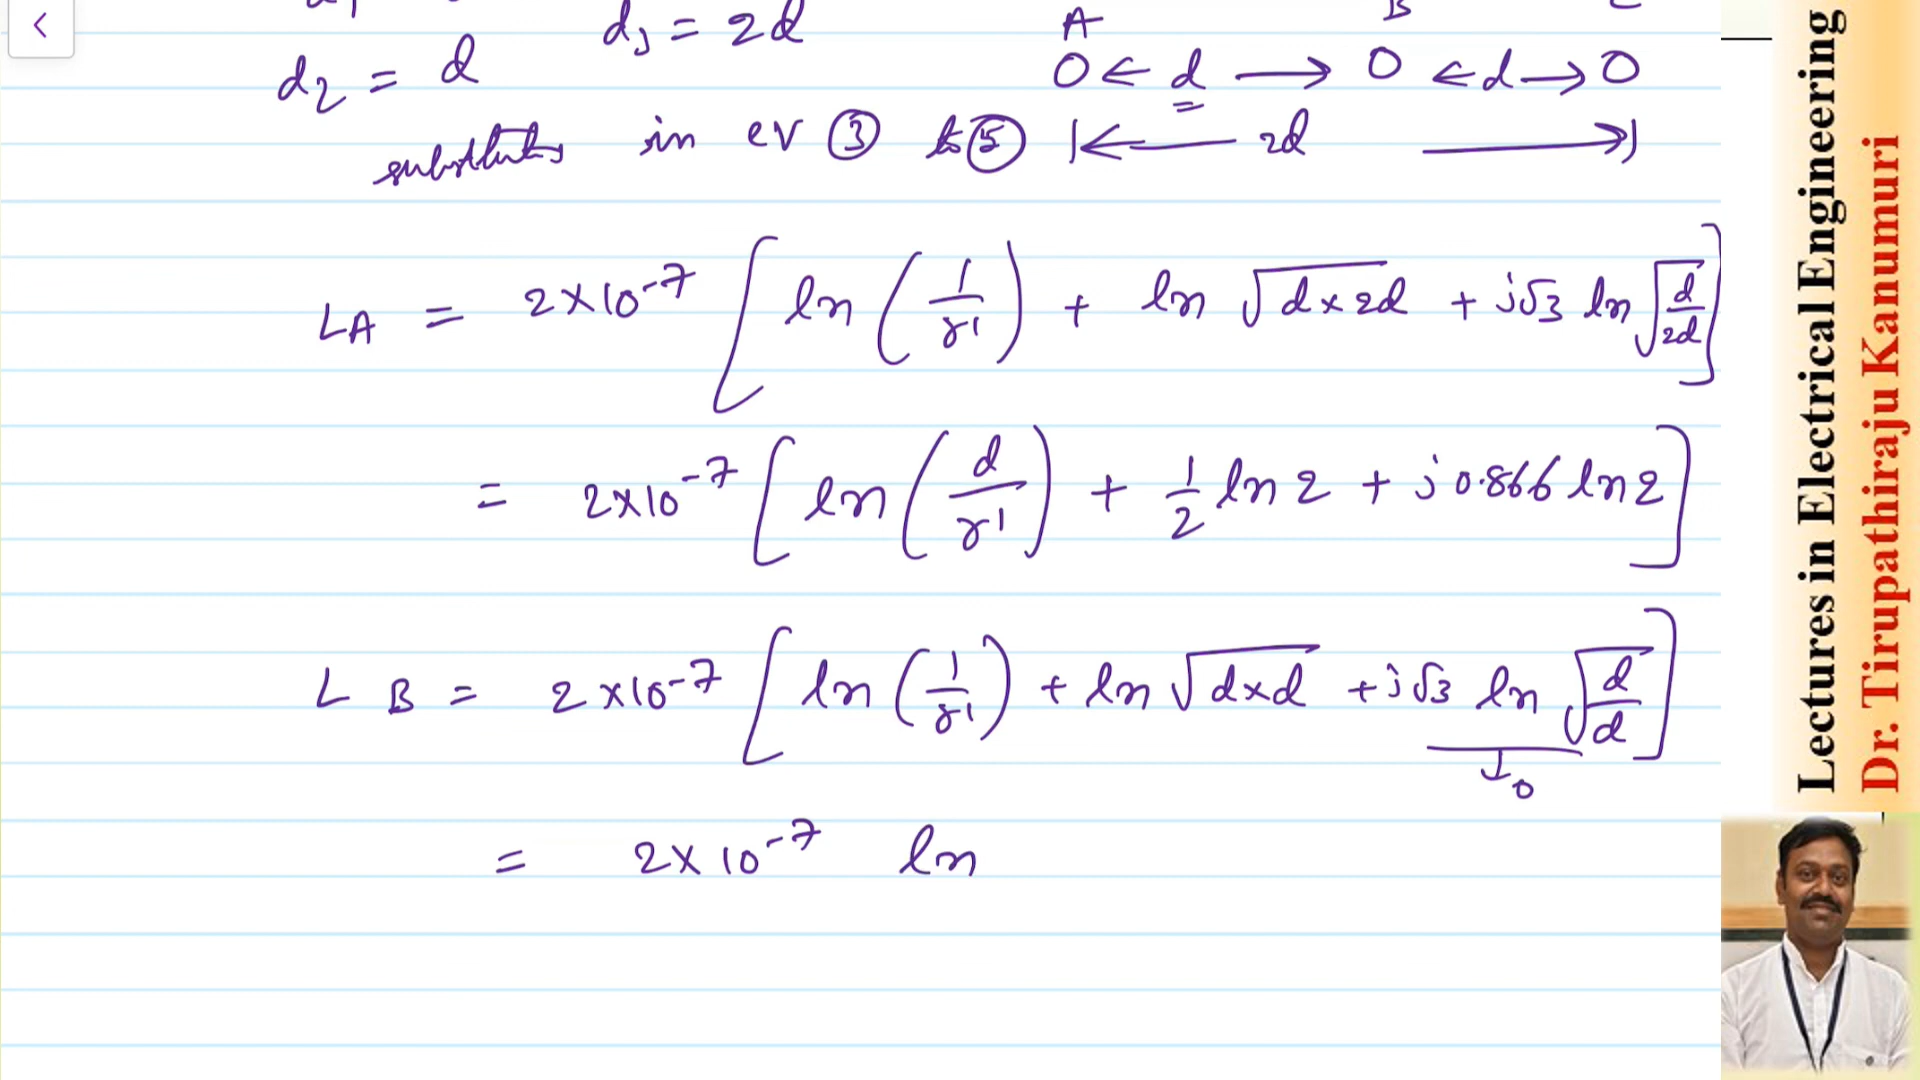 d₃ = 2d A B
d₂ = d O ← d → O ← d → O
substitutes in eq ③ to ⑤ |← 2d →|
LA = 2×10⁻⁷ [ ln (1/r') + ln √(d×2d) + j√3 ln √(d/2d) ]
= 2×10⁻⁷ [ ln (d/r') + 1/2 ln 2 + j 0.866 ln 2 ]
L B = 2×10⁻⁷ [ ln (1/r') + ln √(d×d) + j√3 ln √(d/d) ]
↓ 0
= 2×10⁻⁷ ln
Lectures in Electrical Engineering
Dr. Tirupathiraju Kanumuri